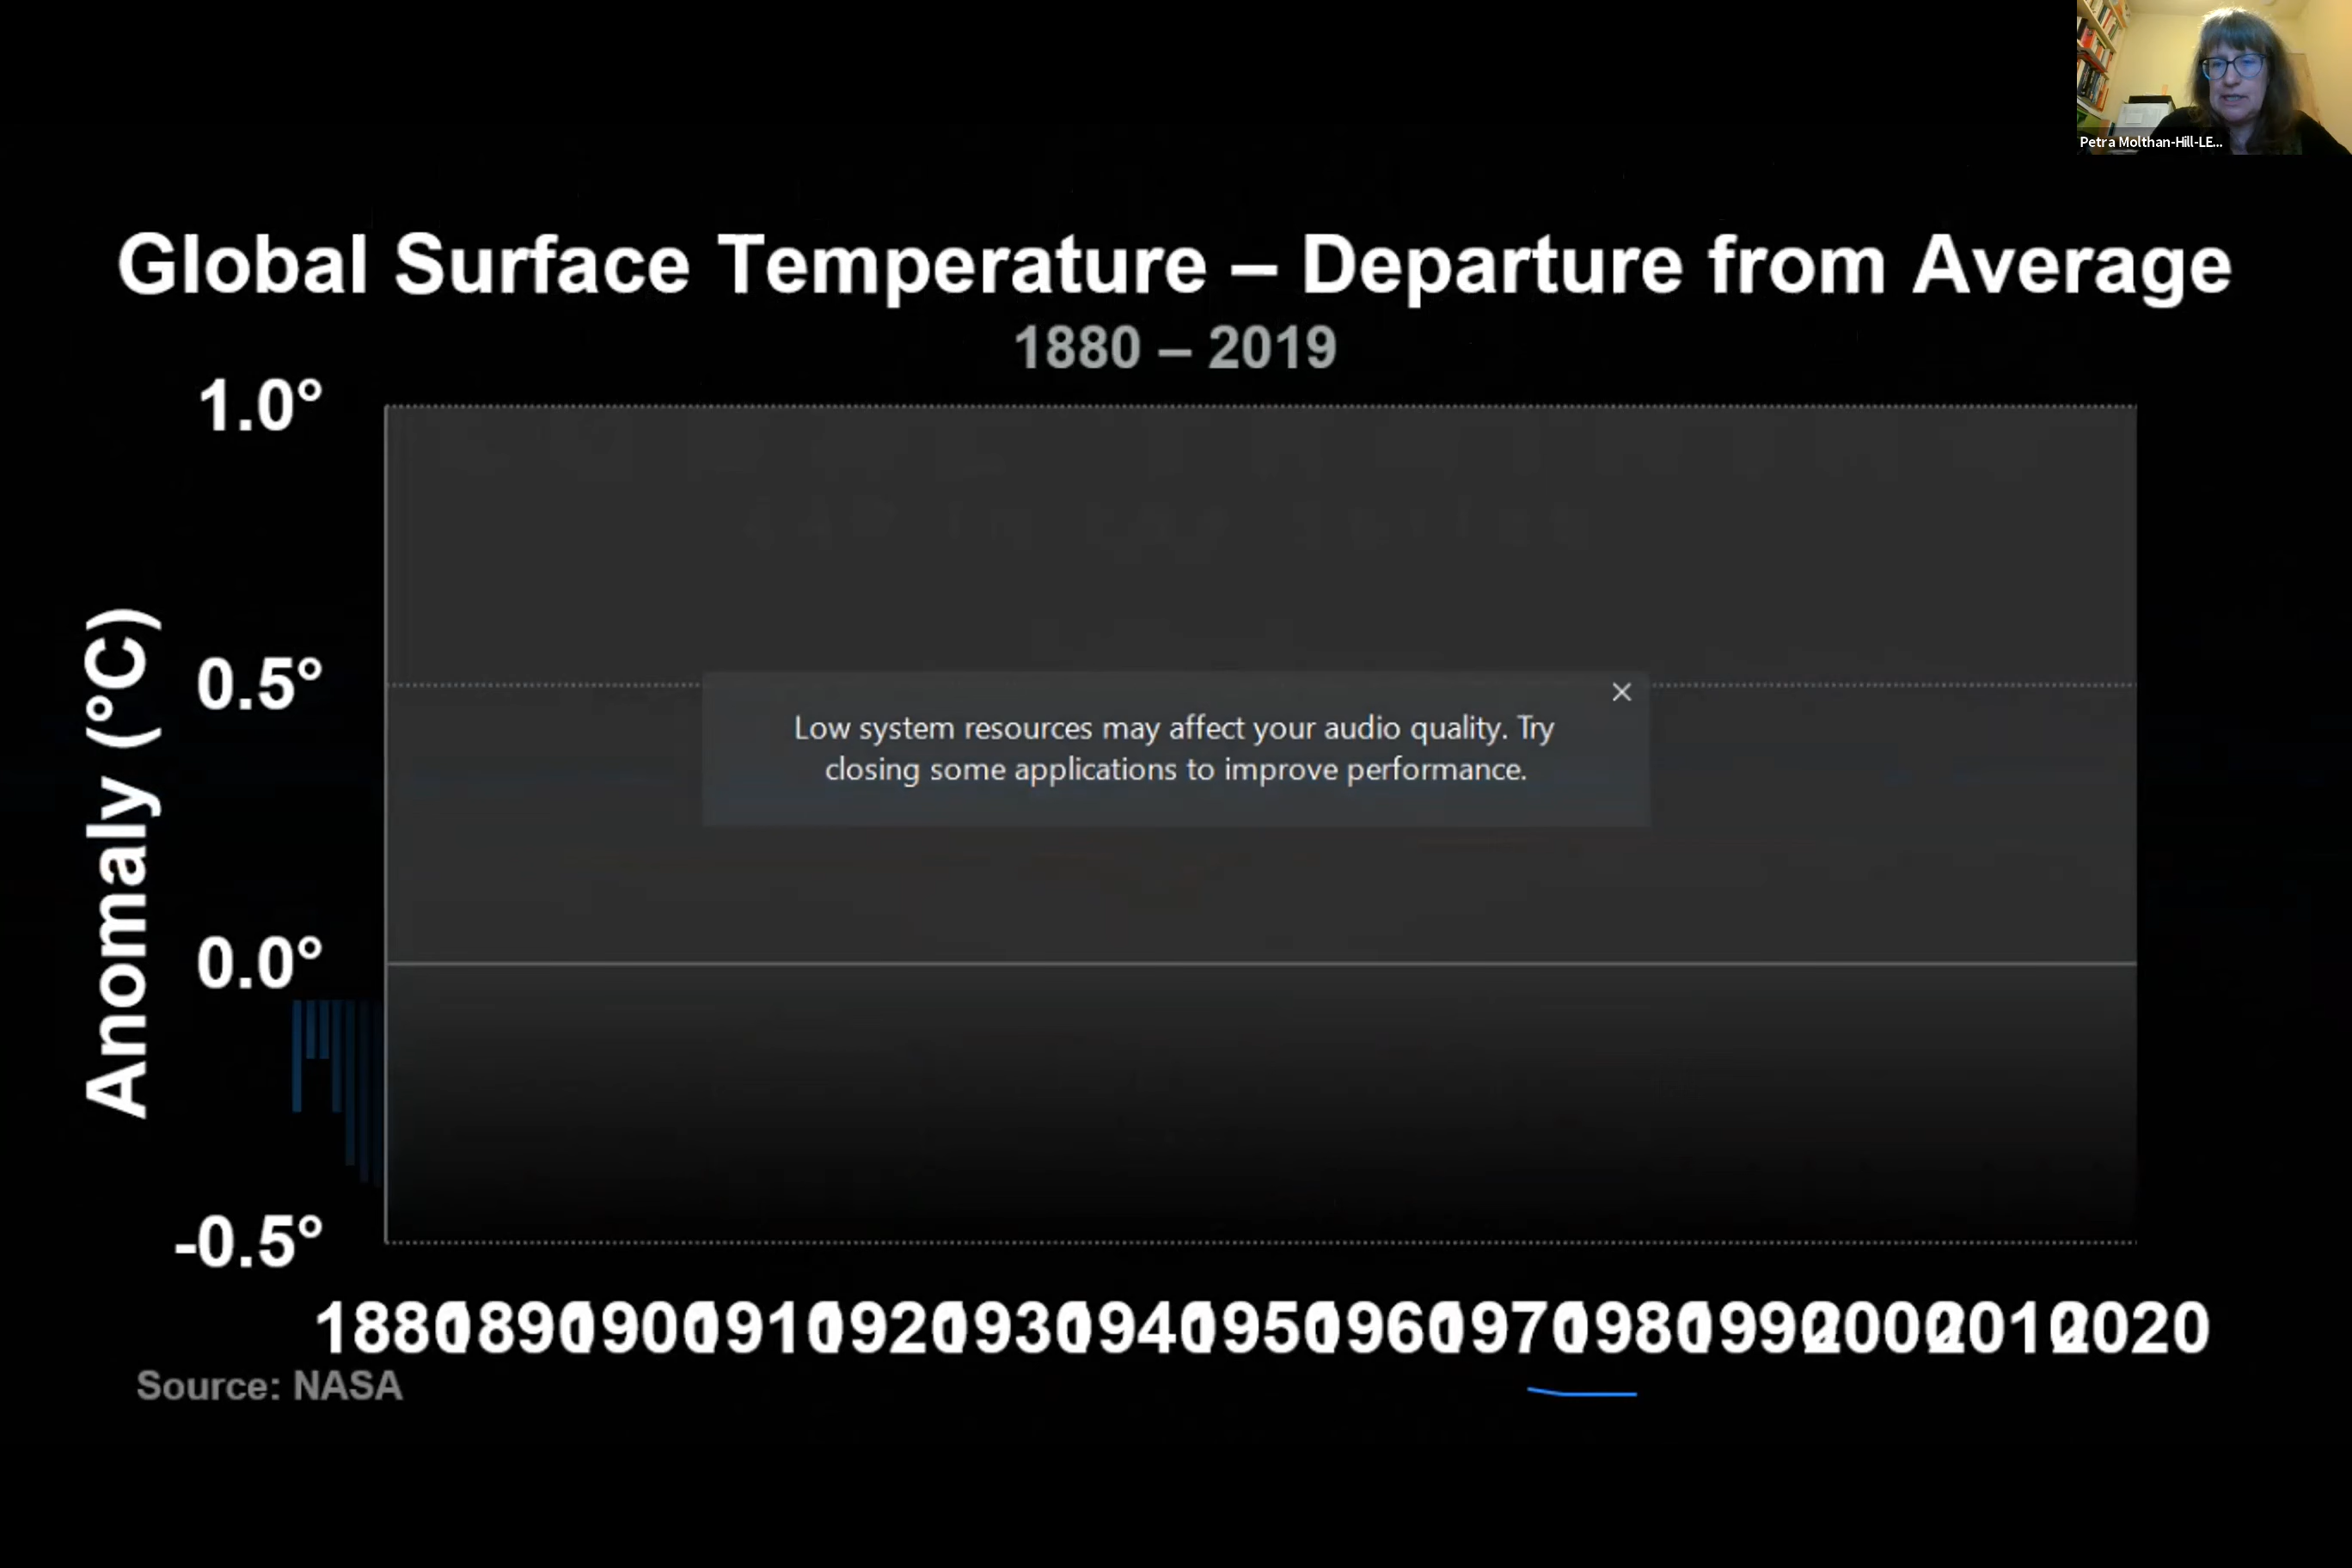 Petra Molthan-Hill-LE...
Global Surface Temperature – Departure from Average
1880 – 2019
1.0°
0.5°
0.0°
-0.5°
Anomaly (°C)
Low system resources may affect your audio quality. Try
closing some applications to improve performance.
1880 1890 1900 1910 1920 1930 1940 1950 1960 1970 1980 1990 2000 2010 2020
Source: NASA